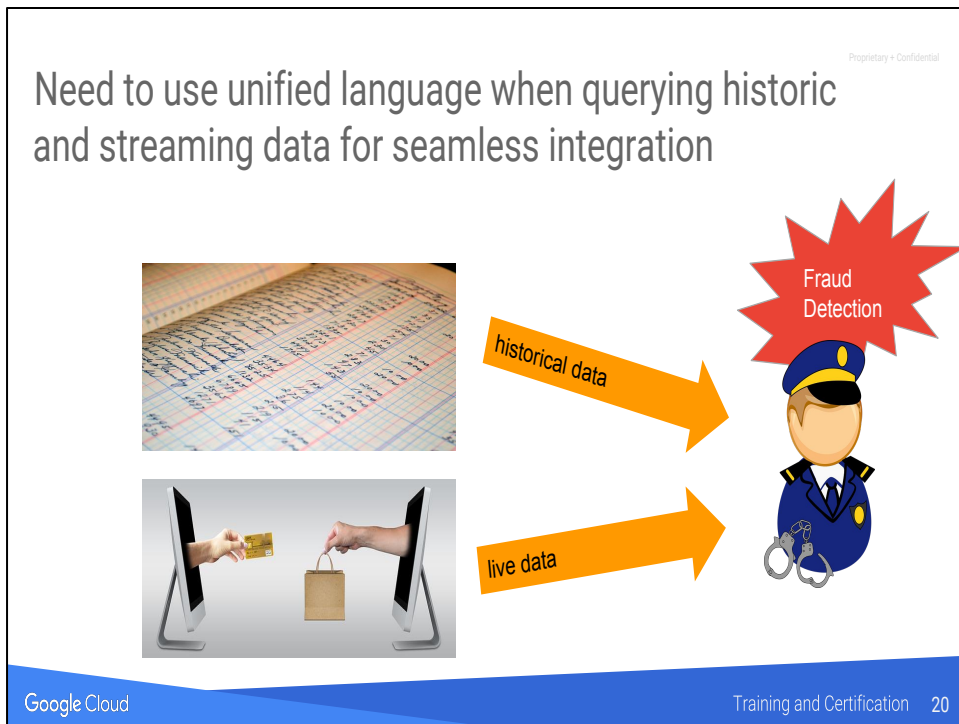 Proprietary + Confidential
Need to use unified language when querying historic
and streaming data for seamless integration
Fraud
Detection
historical data
live data
Google Cloud
Training and Certification 20